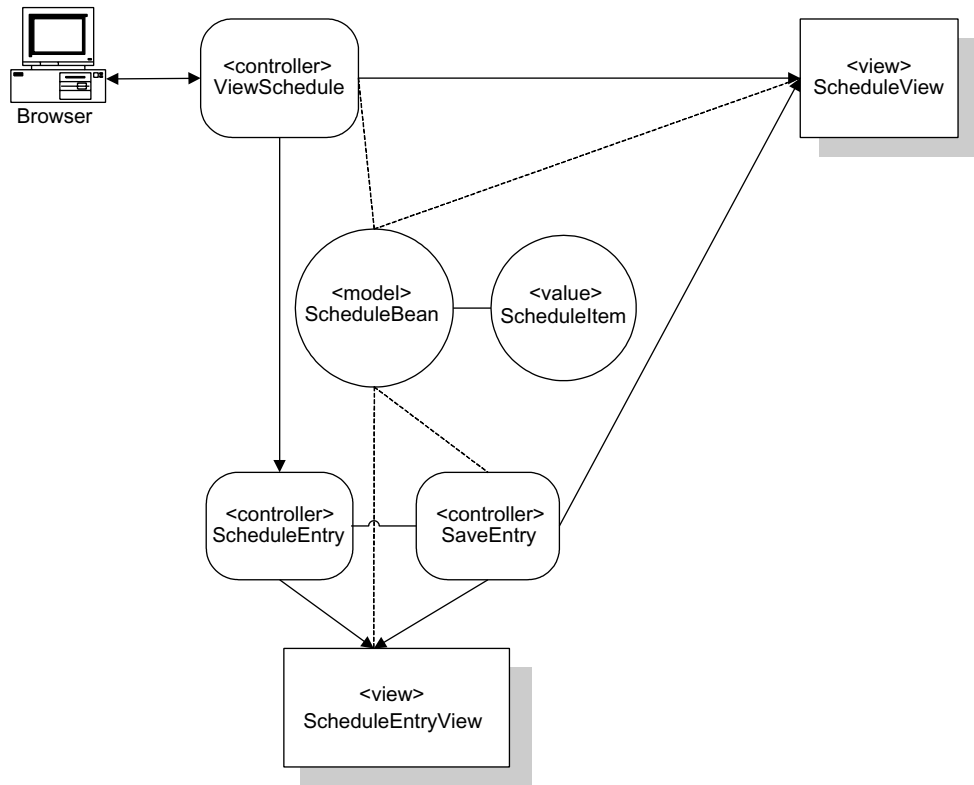 <controller>
ViewSchedule
<view>
ScheduleView
Browser
<model>
ScheduleBean
<value>
ScheduleItem
<controller>
ScheduleEntry
<controller>
SaveEntry
<view>
ScheduleEntryView